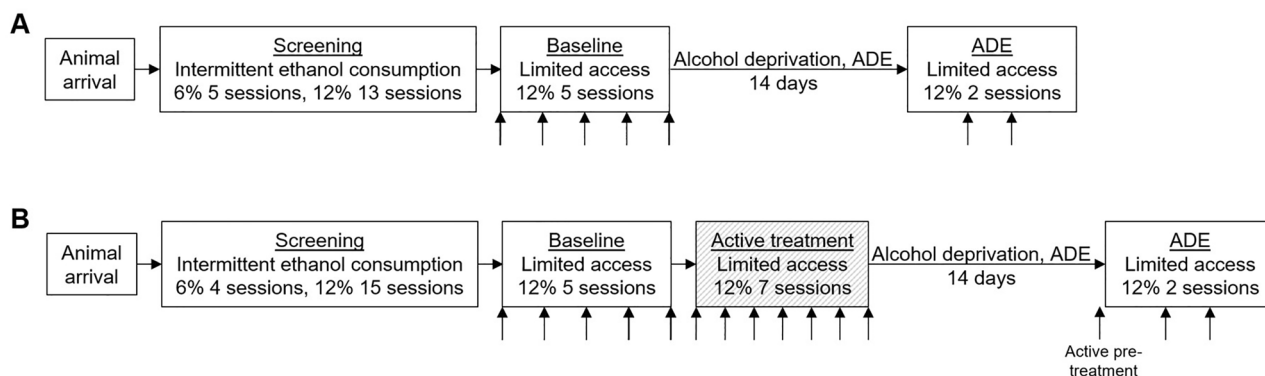 A
Animal
arrival
Screening
Intermittent ethanol consumption
6% 5 sessions, 12% 13 sessions
Baseline
Limited access
12% 5 sessions
Alcohol deprivation, ADE
14 days
ADE
Limited access
12% 2 sessions
B
Animal
arrival
Screening
Intermittent ethanol consumption
6% 4 sessions, 12% 15 sessions
Baseline
Limited access
12% 5 sessions
Active treatment
Limited access
12% 7 sessions
Alcohol deprivation, ADE
14 days
ADE
Limited access
12% 2 sessions
Active pre-
treatment